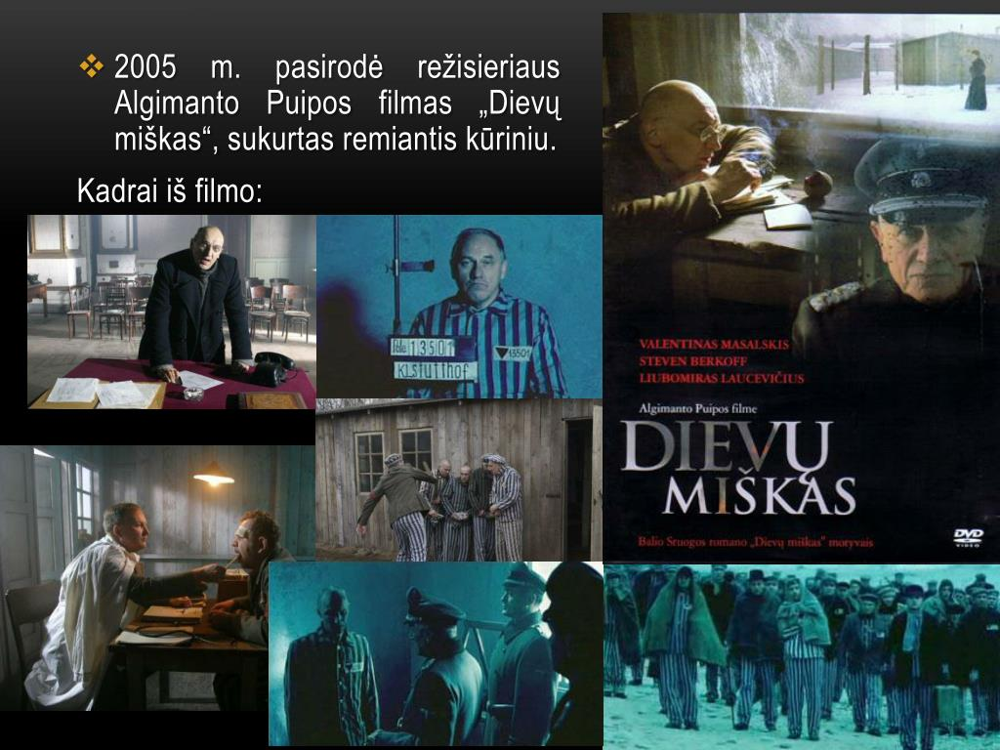 2005 m. pasirodė režisieriaus
Algimanto Puipos filmas „Dievų
miškas“, sukurtas remiantis kūriniu.
Kadrai iš filmo:
13501
KL Stutthof
13501
VALENTINAS MASALSKIS
STEVEN BERKOFF
LIUBOMIRAS LAUCEVIČIUS
Algimanto Puipos filme
DIEVŲ
MIŠKAS
Balio Sruogos romano „Dievų miškas" motyvais
DVD
VIDEO